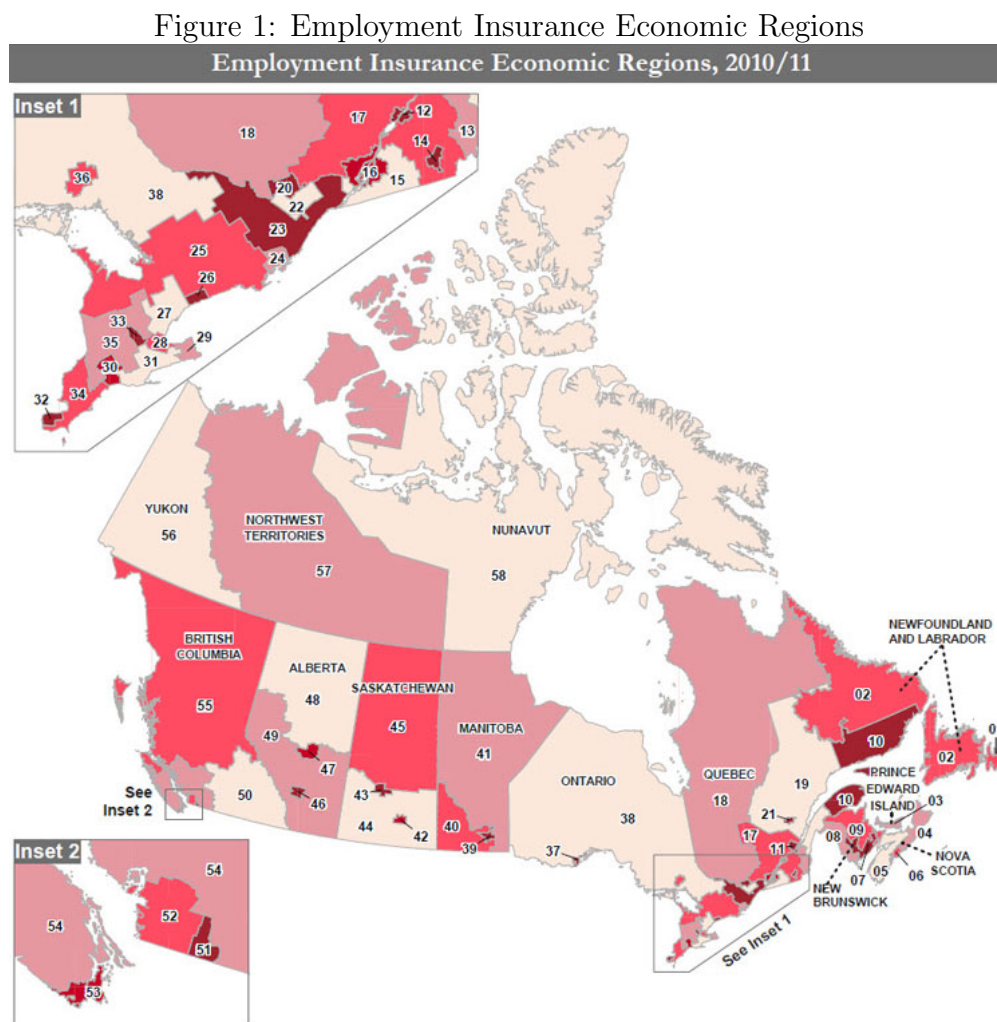 Figure 1: Employment Insurance Economic Regions
Employment Insurance Economic Regions, 2010/11
Inset 1
12
17
18
14
13
36
16
20
15
38
22
23
25
24
26
27
33
29
35
28
31
30
34
32
YUKON
56
NORTHWEST
TERRITORIES
57
NUNAVUT
58
NEWFOUNDLAND
AND LABRADOR
BRITISH
COLUMBIA
55
ALBERTA
48
SASKATCHEWAN
45
MANITOBA
41
02
49
10
02
47
ONTARIO
38
QUEBEC
18
19
PRINCE
EDWARD
ISLAND
10
03
See
Inset 2
50
46
43
44
42
40
39
37
21
17
11
08
09
04
07
05
06
NOVA
SCOTIA
NEW
BRUNSWICK
See Inset 1
Inset 2
54
54
52
51
53